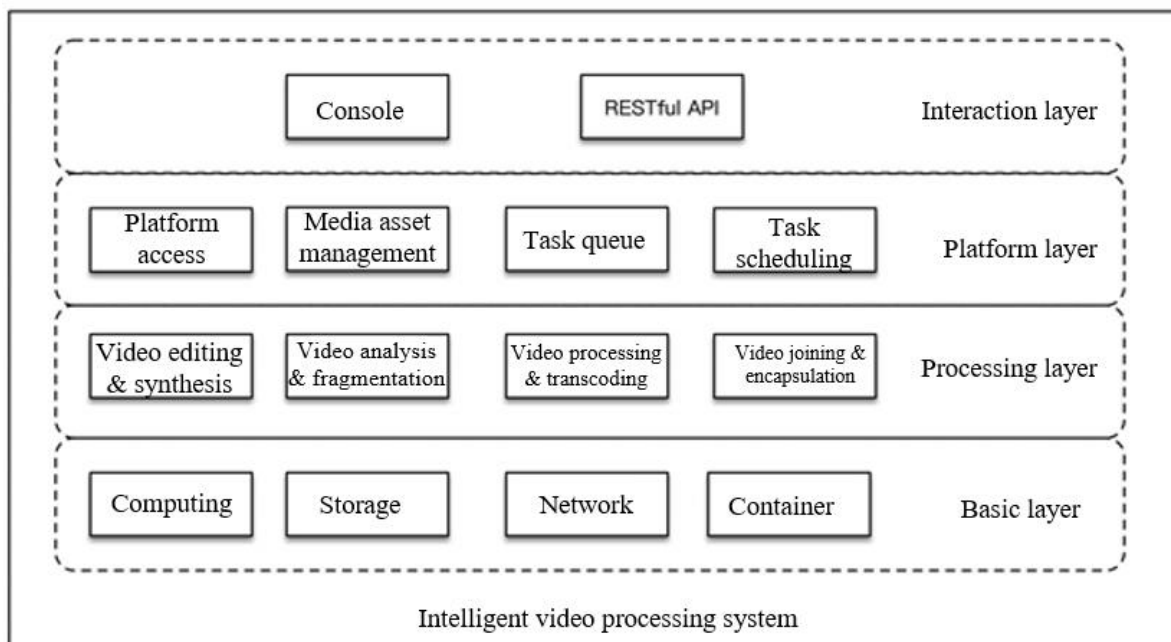 Console
RESTful API
Interaction layer
Platform
access
Media asset
management
Task queue
Task
scheduling
Platform layer
Video editing
& synthesis
Video analysis
& fragmentation
Video processing
& transcoding
Video joining &
encapsulation
Processing layer
Computing
Storage
Network
Container
Basic layer
Intelligent video processing system